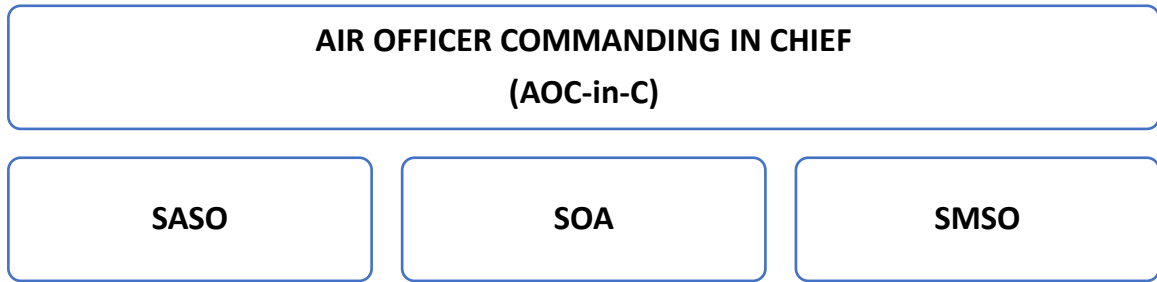 AIR OFFICER COMMANDING IN CHIEF
(AOC-in-C)
SASO
SOA
SMSO